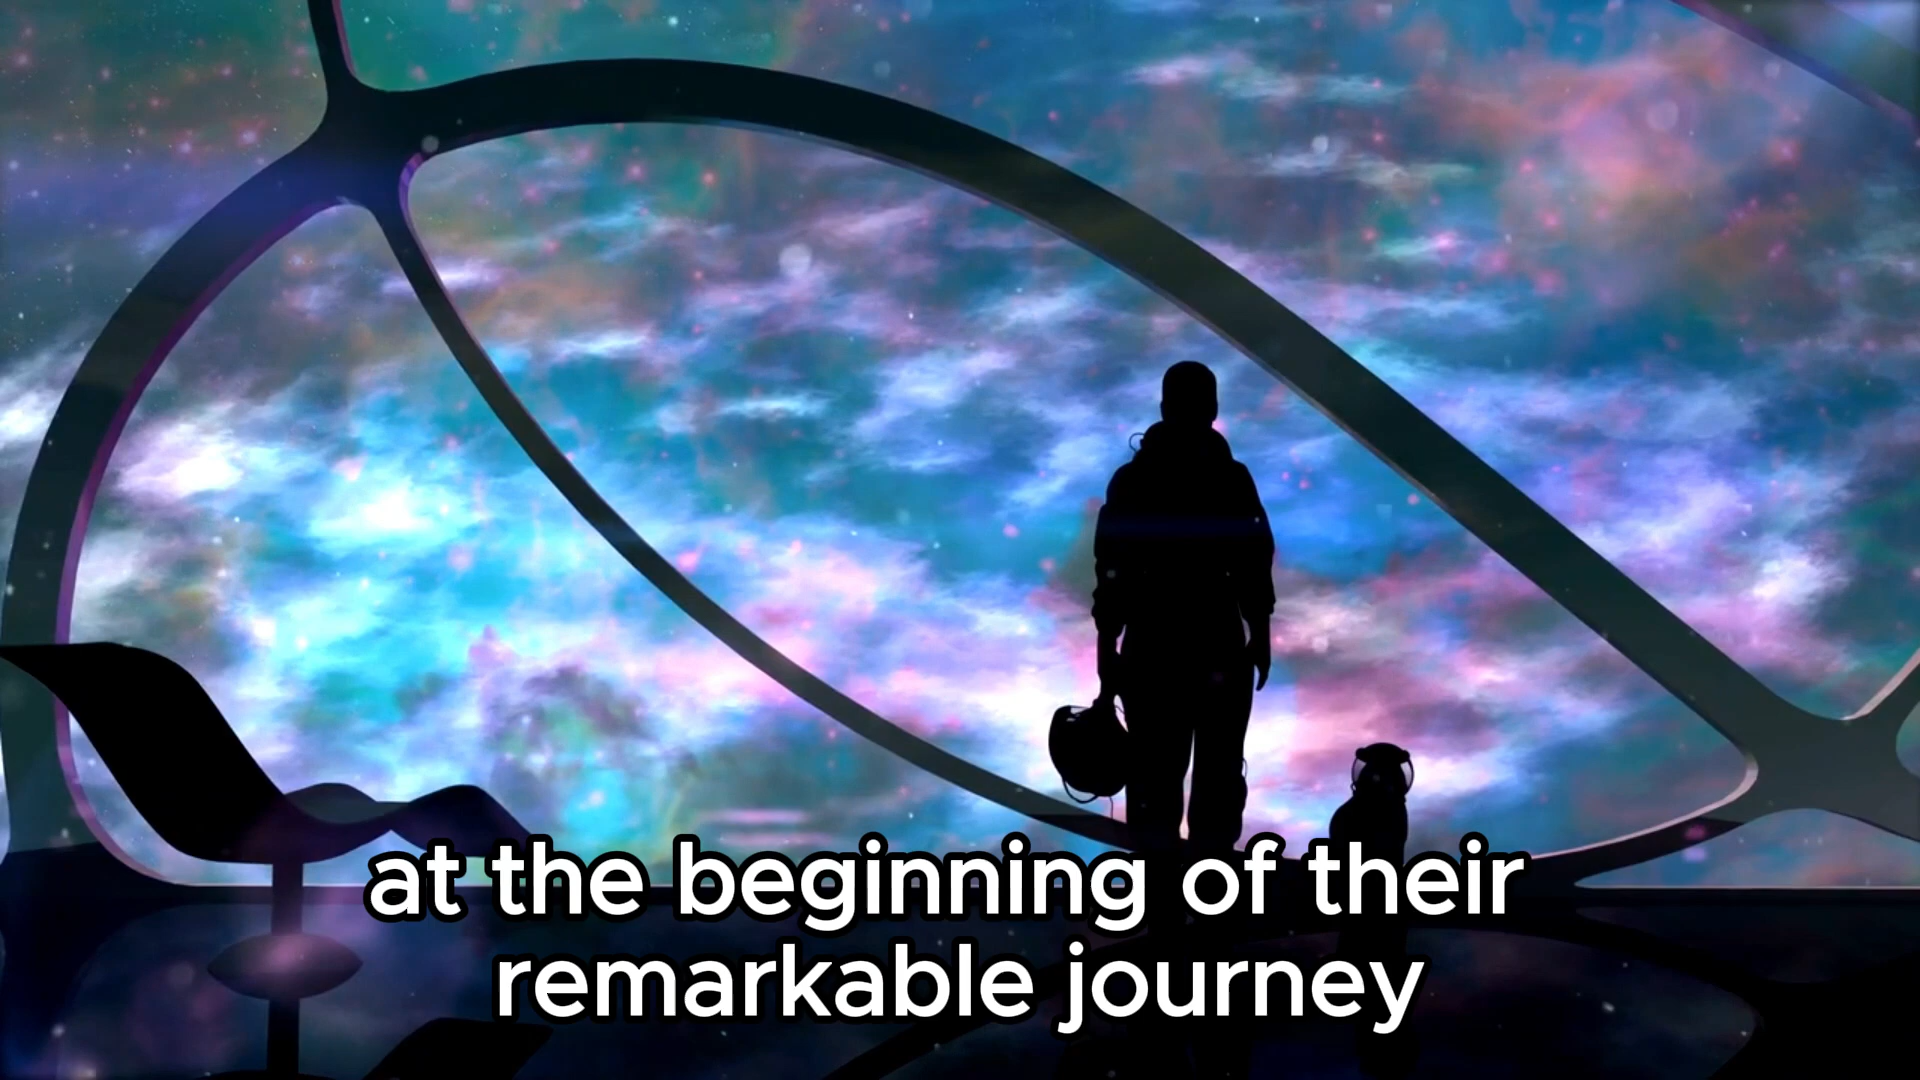 at the beginning of their
remarkable journey